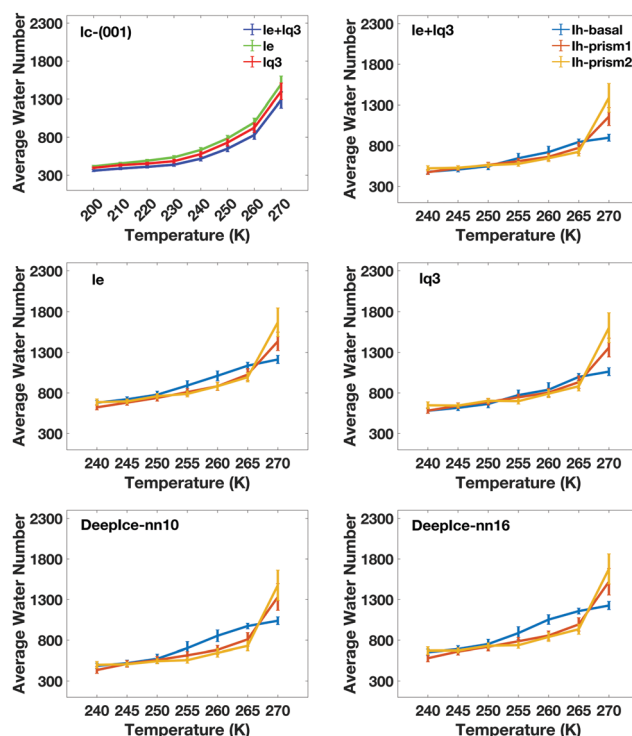 Ic-(001)
Ie+Iq3
Ie
Iq3
Average Water Number
2300
1800
1300
800
300
200 210 220 230 240 250 260 270
Temperature (K)
Ie+Iq3
Ih-basal
Ih-prism1
Ih-prism2
Average Water Number
2300
1800
1300
800
300
240 245 250 255 260 265 270
Temperature (K)
Ie
Average Water Number
2300
1800
1300
800
300
240 245 250 255 260 265 270
Temperature (K)
Iq3
Average Water Number
2300
1800
1300
800
300
240 245 250 255 260 265 270
Temperature (K)
DeepIce-nn10
Average Water Number
2300
1800
1300
800
300
240 245 250 255 260 265 270
Temperature (K)
DeepIce-nn16
Average Water Number
2300
1800
1300
800
300
240 245 250 255 260 265 270
Temperature (K)